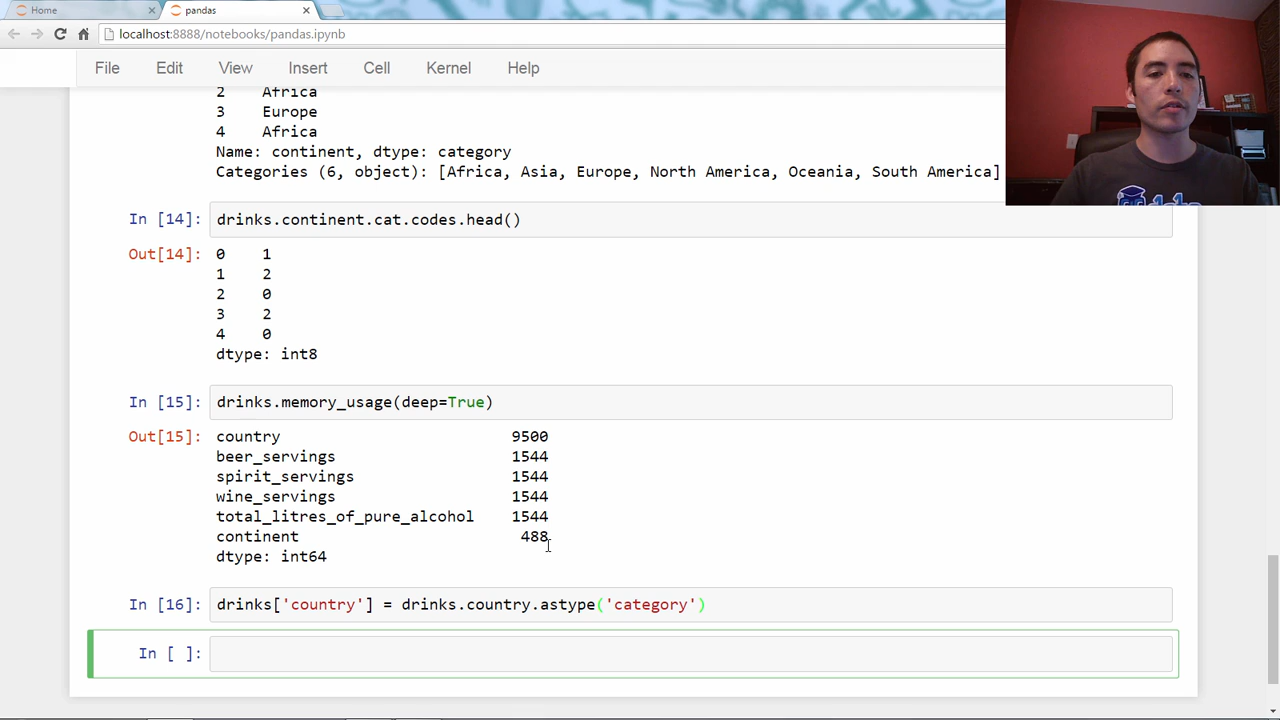 Home
pandas
localhost:8888/notebooks/pandas.ipynb
File Edit View Insert Cell Kernel Help
2 Africa
3 Europe
4 Africa
Name: continent, dtype: category
Categories (6, object): [Africa, Asia, Europe, North America, Oceania, South America]
In [14]: drinks.continent.cat.codes.head()
Out[14]: 0 1
1 2
2 0
3 2
4 0
dtype: int8
In [15]: drinks.memory_usage(deep=True)
Out[15]: country 9500
beer_servings 1544
spirit_servings 1544
wine_servings 1544
total_litres_of_pure_alcohol 1544
continent 488
dtype: int64
In [16]: drinks['country'] = drinks.country.astype('category')
In [ ]: